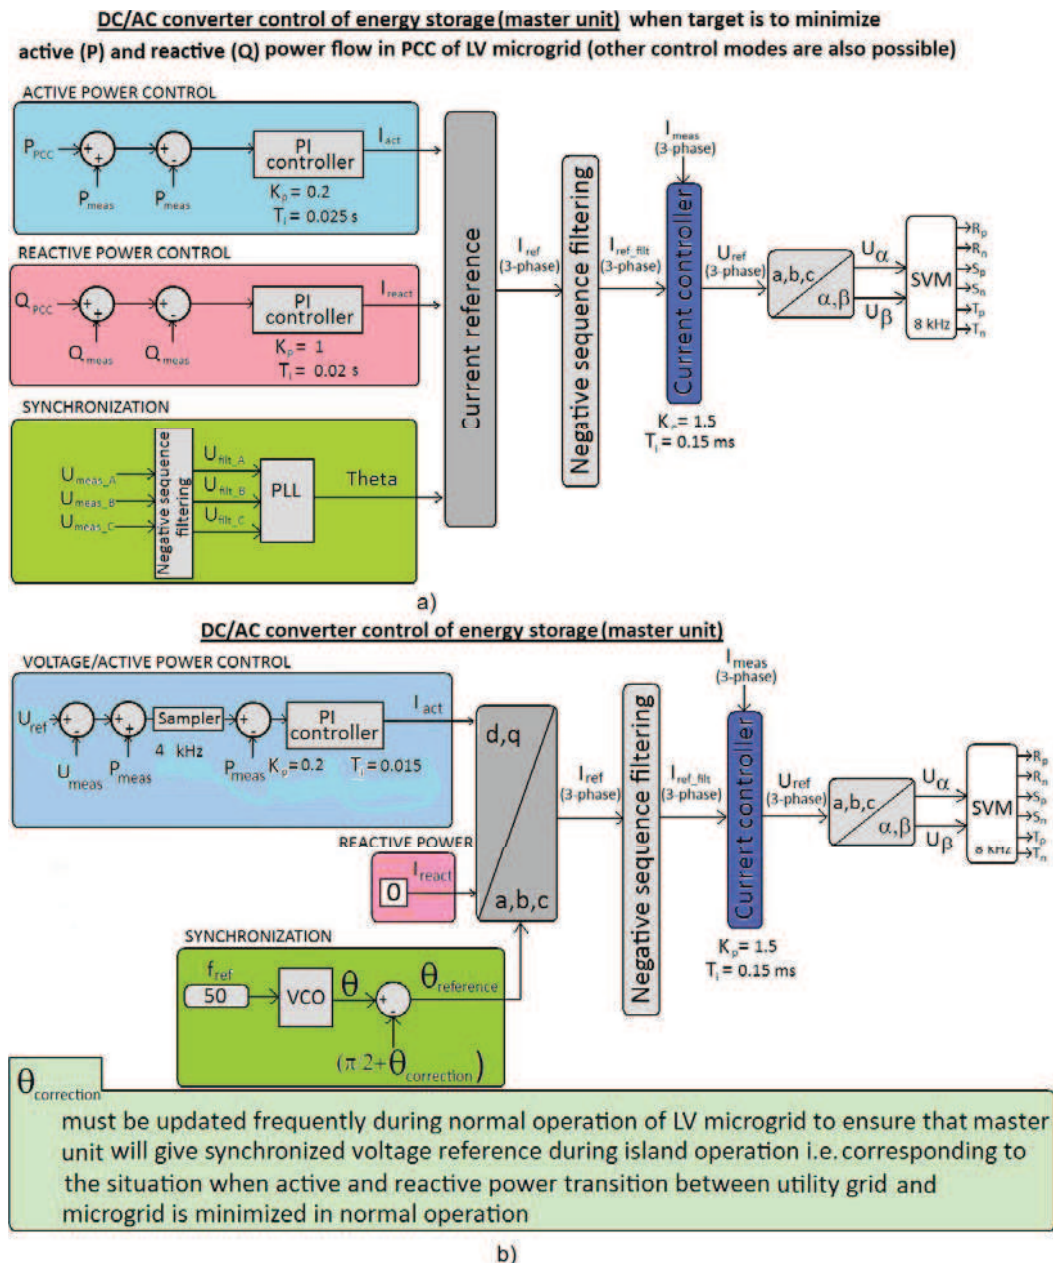 DC/AC converter control of energy storage (master unit) when target is to minimize
active (P) and reactive (Q) power flow in PCC of LV microgrid (other control modes are also possible)
ACTIVE POWER CONTROL
P_PCC
+
+
P_meas
+
-
P_meas
PI
controller
K_p = 0.2
T_i = 0.025 s
I_act
REACTIVE POWER CONTROL
Q_PCC
+
+
Q_meas
+
-
Q_meas
PI
controller
K_p = 1
T_i = 0.02 s
I_react
SYNCHRONIZATION
U_meas_A
U_meas_B
U_meas_C
Negative sequence
filtering
U_filt_A
U_filt_B
U_filt_C
PLL
Theta
Current reference
I_ref
(3-phase)
Negative sequence filtering
I_ref_filt
(3-phase)
I_meas
(3-phase)
Current controller
K_p = 1.5
T_i = 0.15 ms
U_ref
(3-phase)
a,b,c
α,β
U_α
U_β
SVM
8 kHz
R_p
R_n
S_p
S_n
T_p
T_n
a)
DC/AC converter control of energy storage (master unit)
VOLTAGE/ACTIVE POWER CONTROL
U_ref
+
-
U_meas
+
+
P_meas
Sampler
4 kHz
+
-
P_meas
PI
controller
K_p = 0.2
T_i = 0.015
I_act
REACTIVE POWER
0
I_react
SYNCHRONIZATION
f_ref
50
VCO
θ
+
-
(π 2+θ_correction)
θ_reference
d,q
a,b,c
I_ref
(3-phase)
Negative sequence filtering
I_ref_filt
(3-phase)
I_meas
(3-phase)
Current controller
K_p = 1.5
T_i = 0.15 ms
U_ref
(3-phase)
a,b,c
α,β
U_α
U_β
SVM
8 kHz
R_p
R_n
S_p
S_n
T_p
T_n
θ_correction
must be updated frequently during normal operation of LV microgrid to ensure that master
unit will give synchronized voltage reference during island operation i.e. corresponding to
the situation when active and reactive power transition between utility grid and
microgrid is minimized in normal operation
b)